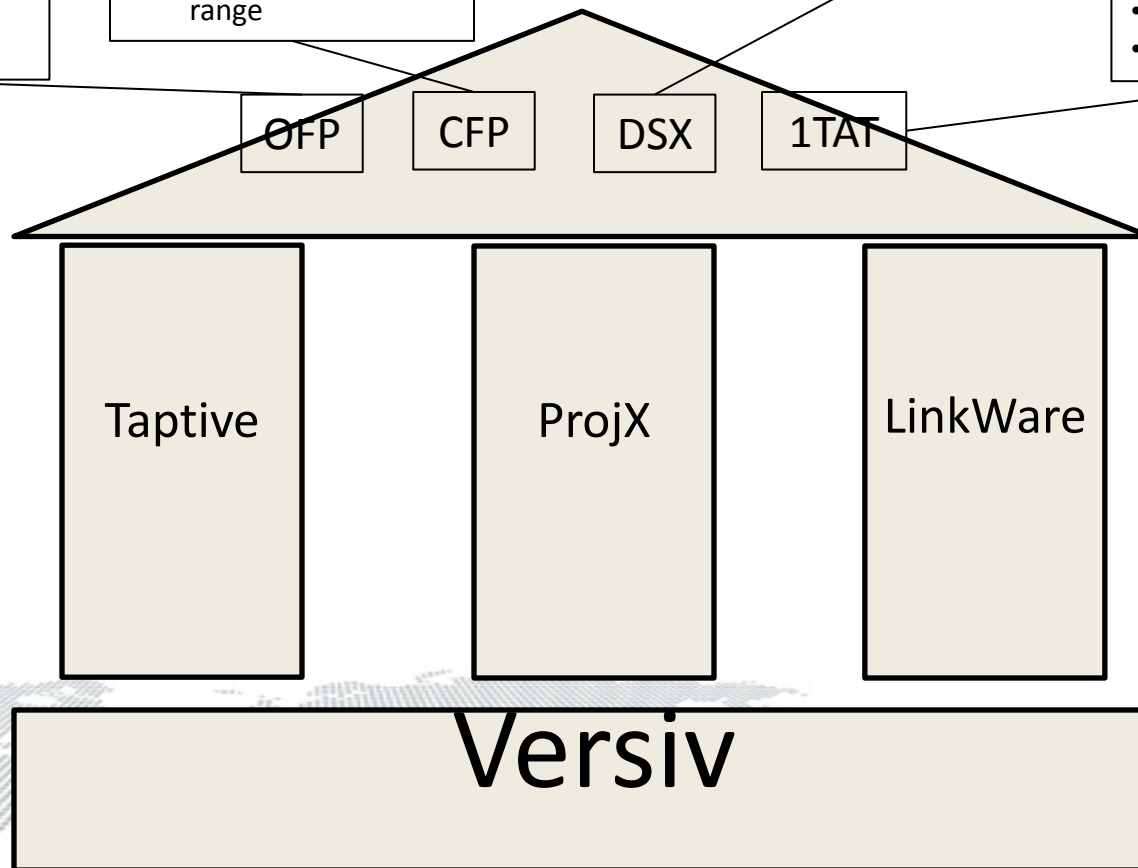 range
•
•
OFP
CFP
DSX
1TAT
Taptive
ProjX
LinkWare
Versiv